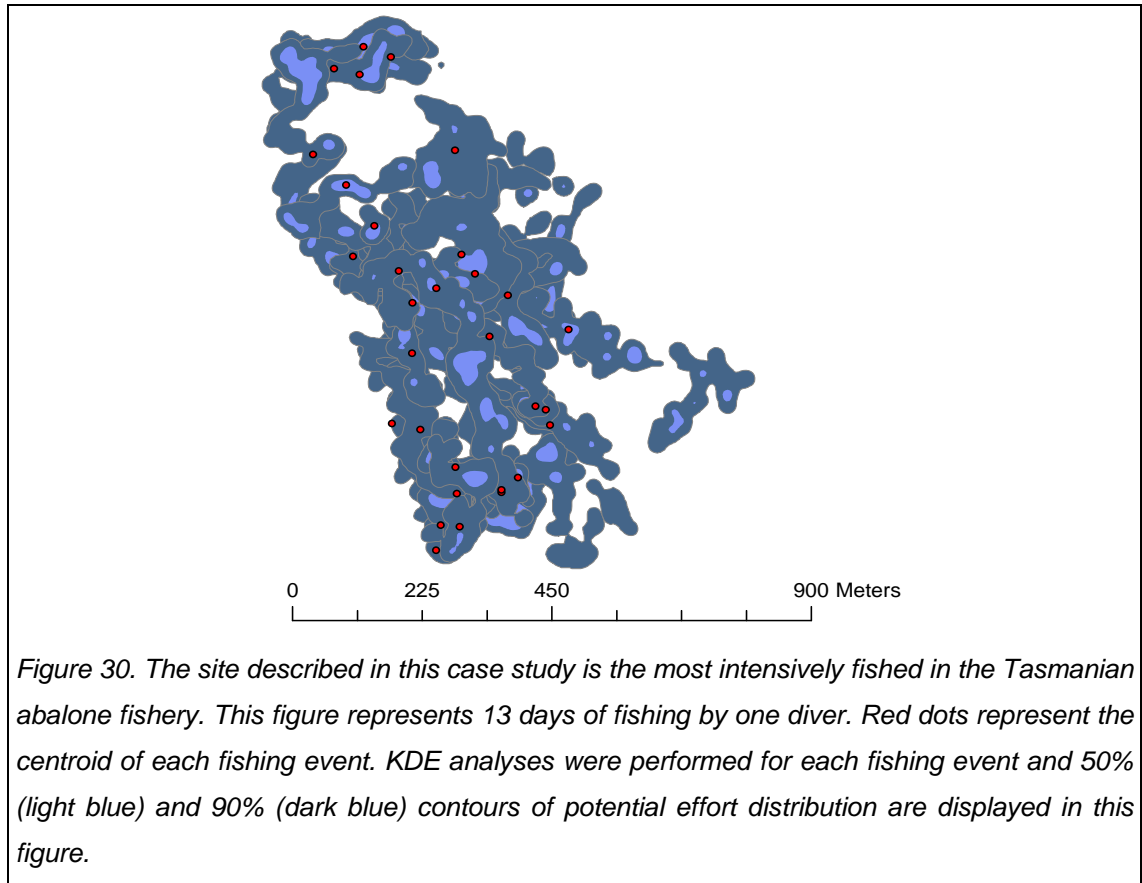 0 225 450 900 Meters
Figure 30. The site described in this case study is the most intensively fished in the Tasmanian
abalone fishery. This figure represents 13 days of fishing by one diver. Red dots represent the
centroid of each fishing event. KDE analyses were performed for each fishing event and 50%
(light blue) and 90% (dark blue) contours of potential effort distribution are displayed in this
figure.